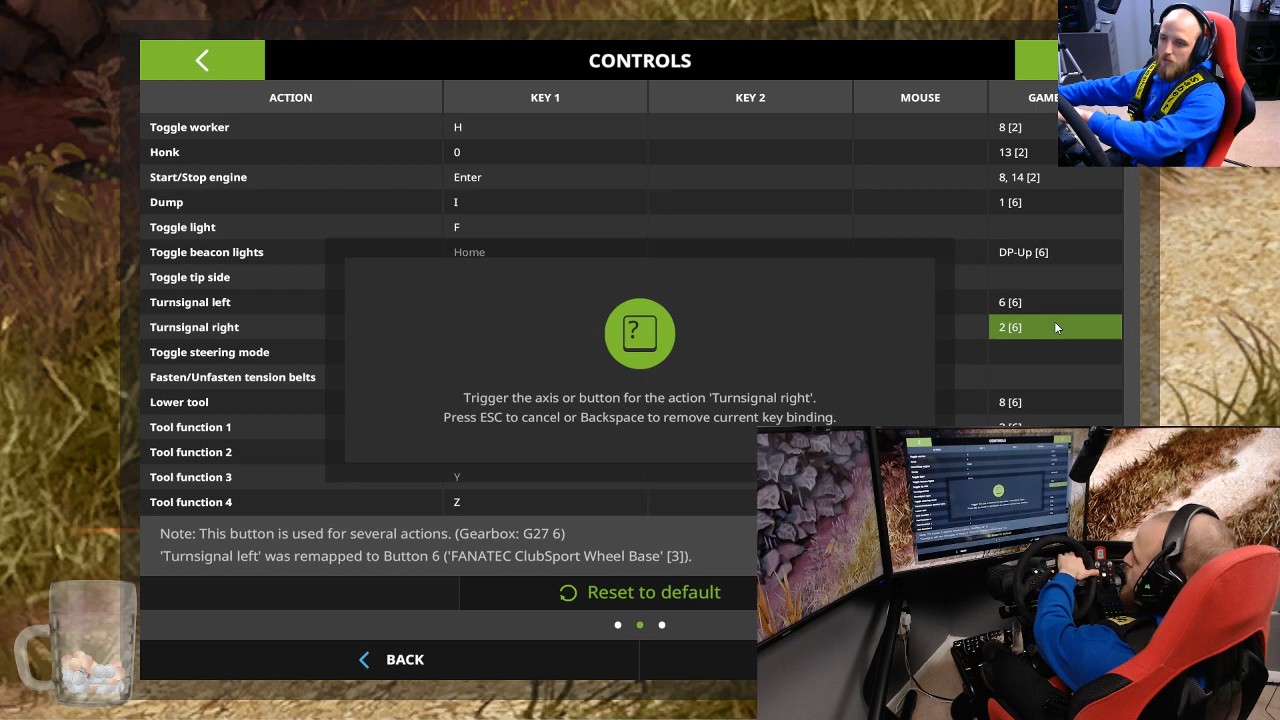 CONTROLS
ACTION KEY 1 KEY 2 MOUSE GAME
Toggle worker H 8 [2]
Honk 0 13 [2]
Start/Stop engine Enter 8, 14 [2]
Dump I 1 [6]
Toggle light F
Toggle beacon lights Home DP-Up [6]
Toggle tip side
Turnsignal left 6 [6]
Turnsignal right 2 [6]
Toggle steering mode
Fasten/Unfasten tension belts
Lower tool 8 [6]
Tool function 1
Tool function 2
Tool function 3 Y
Tool function 4 Z
?
Trigger the axis or button for the action 'Turnsignal right'.
Press ESC to cancel or Backspace to remove current key binding.
Note: This button is used for several actions. (Gearbox: G27 6)
'Turnsignal left' was remapped to Button 6 ('FANATEC ClubSport Wheel Base' [3]).
Reset to default
BACK
CONTROLS